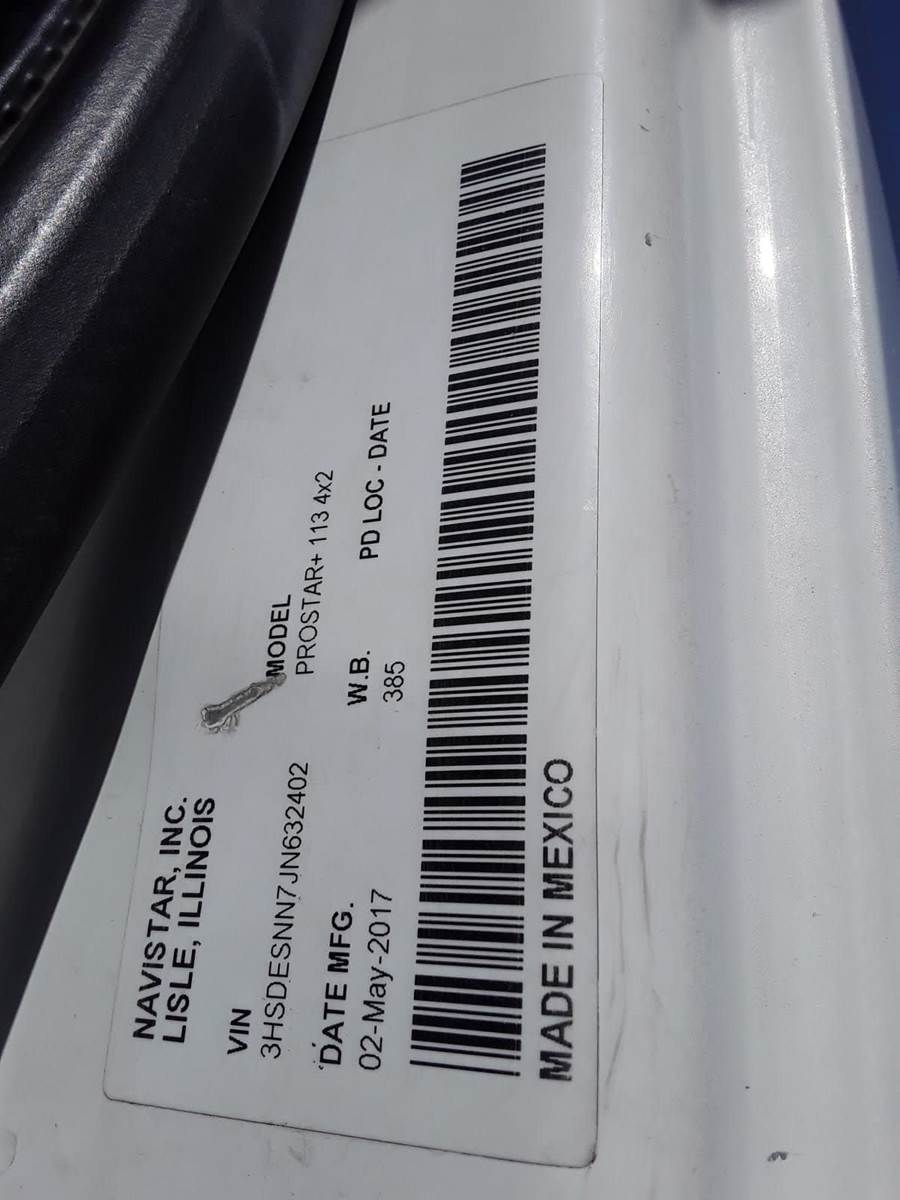 NAVISTAR, INC.
LISLE, ILLINOIS
VIN
3HSDESNN7JN632402
MODEL
PROSTAR+ 113 4x2
DATE MFG.
02-May-2017
W.B.
385
PD LOC - DATE
MADE IN MEXICO